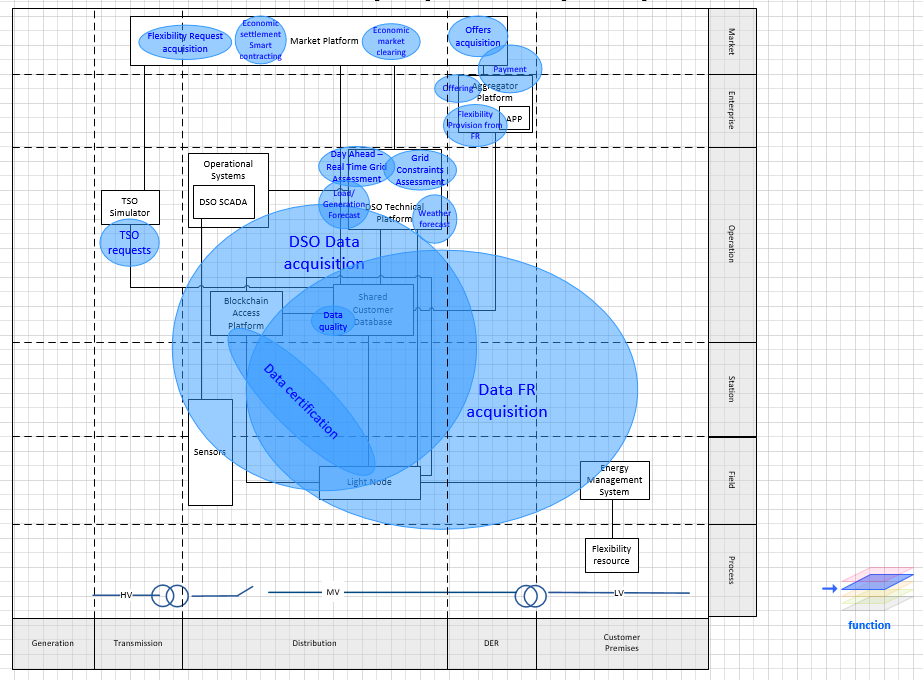 Flexibility Request
acquisition
Economic
settlement
Smart
contracting
Market Platform
Economic
market
clearing
Offers
acquisition
Payment
Market
Offering
Aggregator
Platform
Flexibility
Provision from
FR
APP
Enterprise
Operational
Systems
DSO SCADA
Day Ahead –
Real Time Grid
Assessment
Grid
Constraints
Assessment
Load/
Generation
Forecast
DSO Technical
Platform
Weather
forecast
TSO
Simulator
TSO
requests
DSO Data
acquisition
Operation
Blockchain
Access
Platform
Shared
Customer
Database
Data
quality
Data certification
Data FR
acquisition
Station
Sensors
Light Node
Energy
Management
System
Field
Flexibility
resource
Process
HV
MV
LV
function
Generation
Transmission
Distribution
DER
Customer
Premises